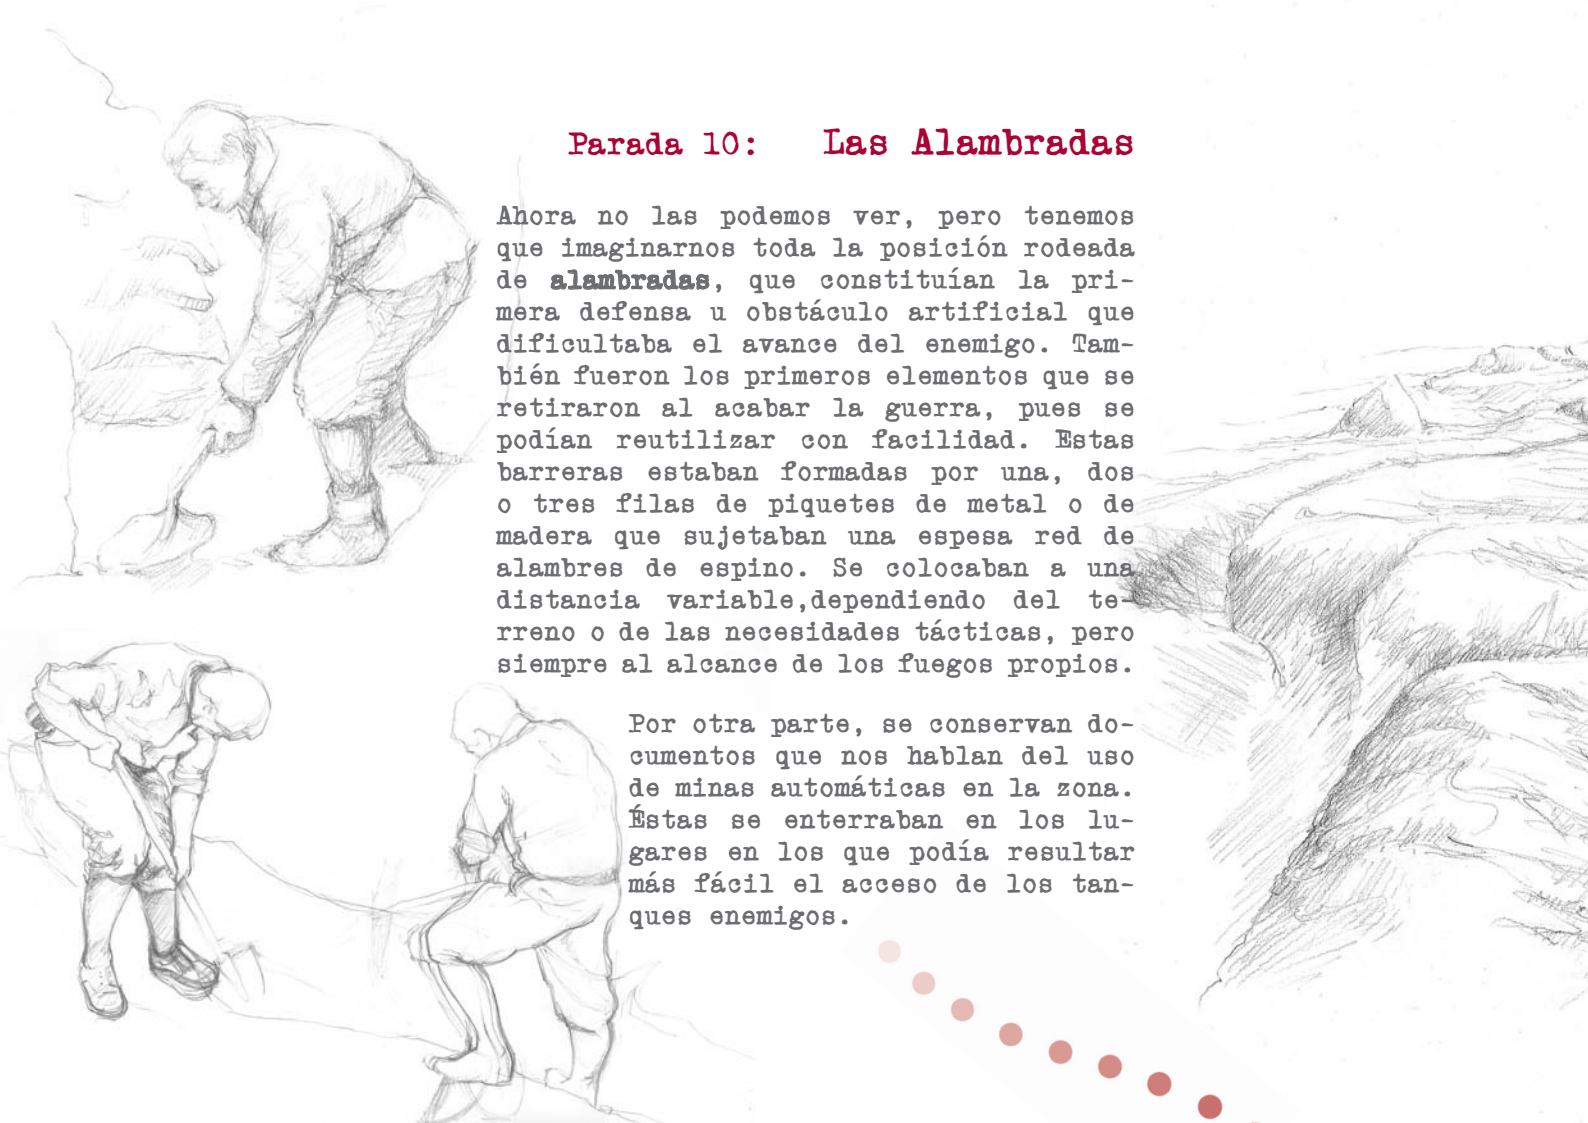 Parada 10: Las Alambradas
Ahora no las podemos ver, pero tenemos
que imaginarnos toda la posición rodeada
de alambradas, que constituían la pri-
mera defensa u obstáculo artificial que
dificultaba el avance del enemigo. Tam-
bién fueron los primeros elementos que se
retiraron al acabar la guerra, pues se
podían reutilizar con facilidad. Estas
barreras estaban formadas por una, dos
o tres filas de piquetes de metal o de
madera que sujetaban una espesa red de
alambres de espino. Se colocaban a una
distancia variable,dependiendo del te-
rreno o de las necesidades tácticas, pero
siempre al alcance de los fuegos propios.
Por otra parte, se conservan do-
cumentos que nos hablan del uso
de minas automáticas en la zona.
Éstas se enterraban en los lu-
gares en los que podía resultar
más fácil el acceso de los tan-
ques enemigos.